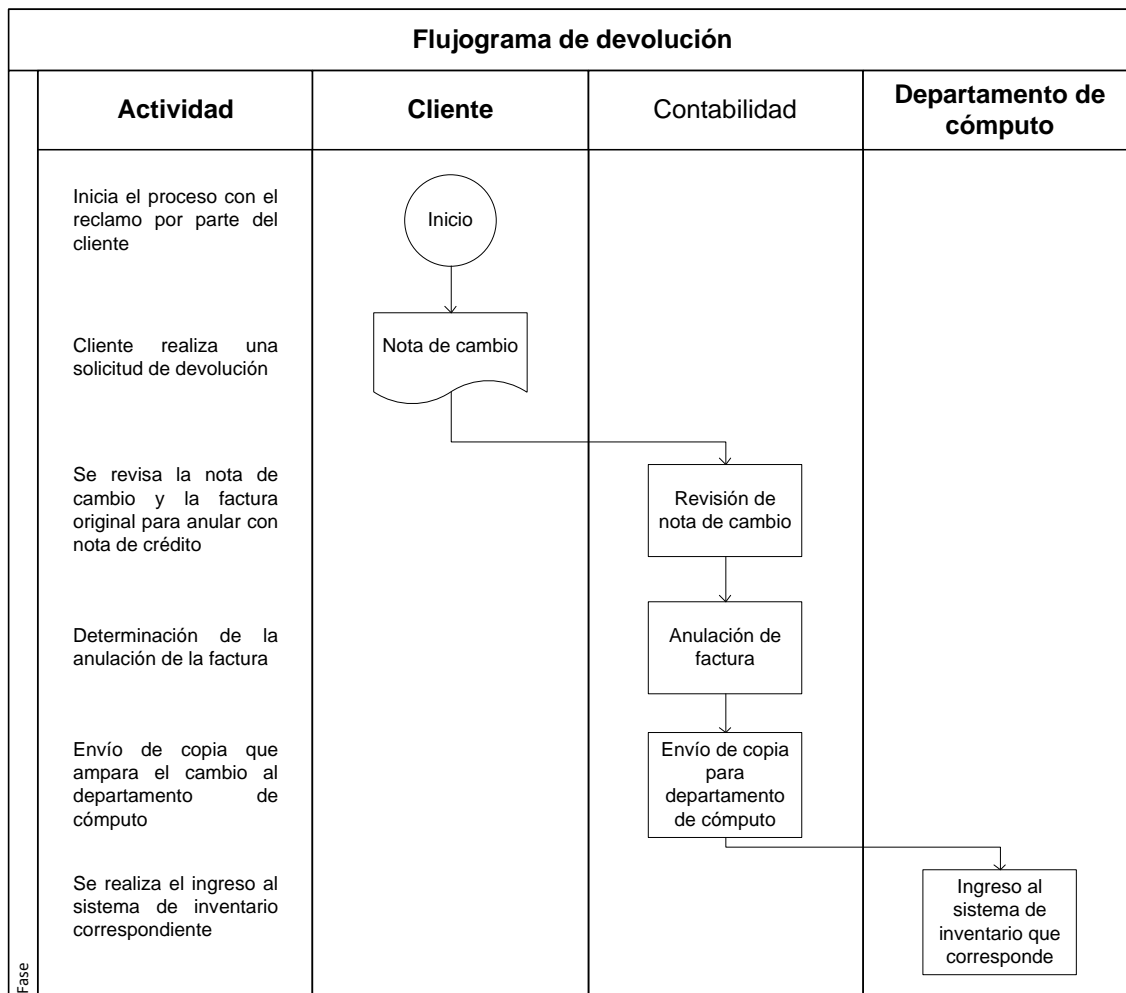 Flujograma de devolución
Actividad
Cliente
Contabilidad
Departamento de
cómputo
Inicia el proceso con el
reclamo por parte del
cliente
Inicio
Cliente realiza una
solicitud de devolución
Nota de cambio
Se revisa la nota de
cambio y la factura
original para anular con
nota de crédito
Revisión de
nota de cambio
Determinación de la
anulación de la factura
Anulación de
factura
Envío de copia que
ampara el cambio al
departamento de
cómputo
Envío de copia
para
departamento
de cómputo
Se realiza el ingreso al
sistema de inventario
correspondiente
Ingreso al
sistema de
inventario que
corresponde
Fase